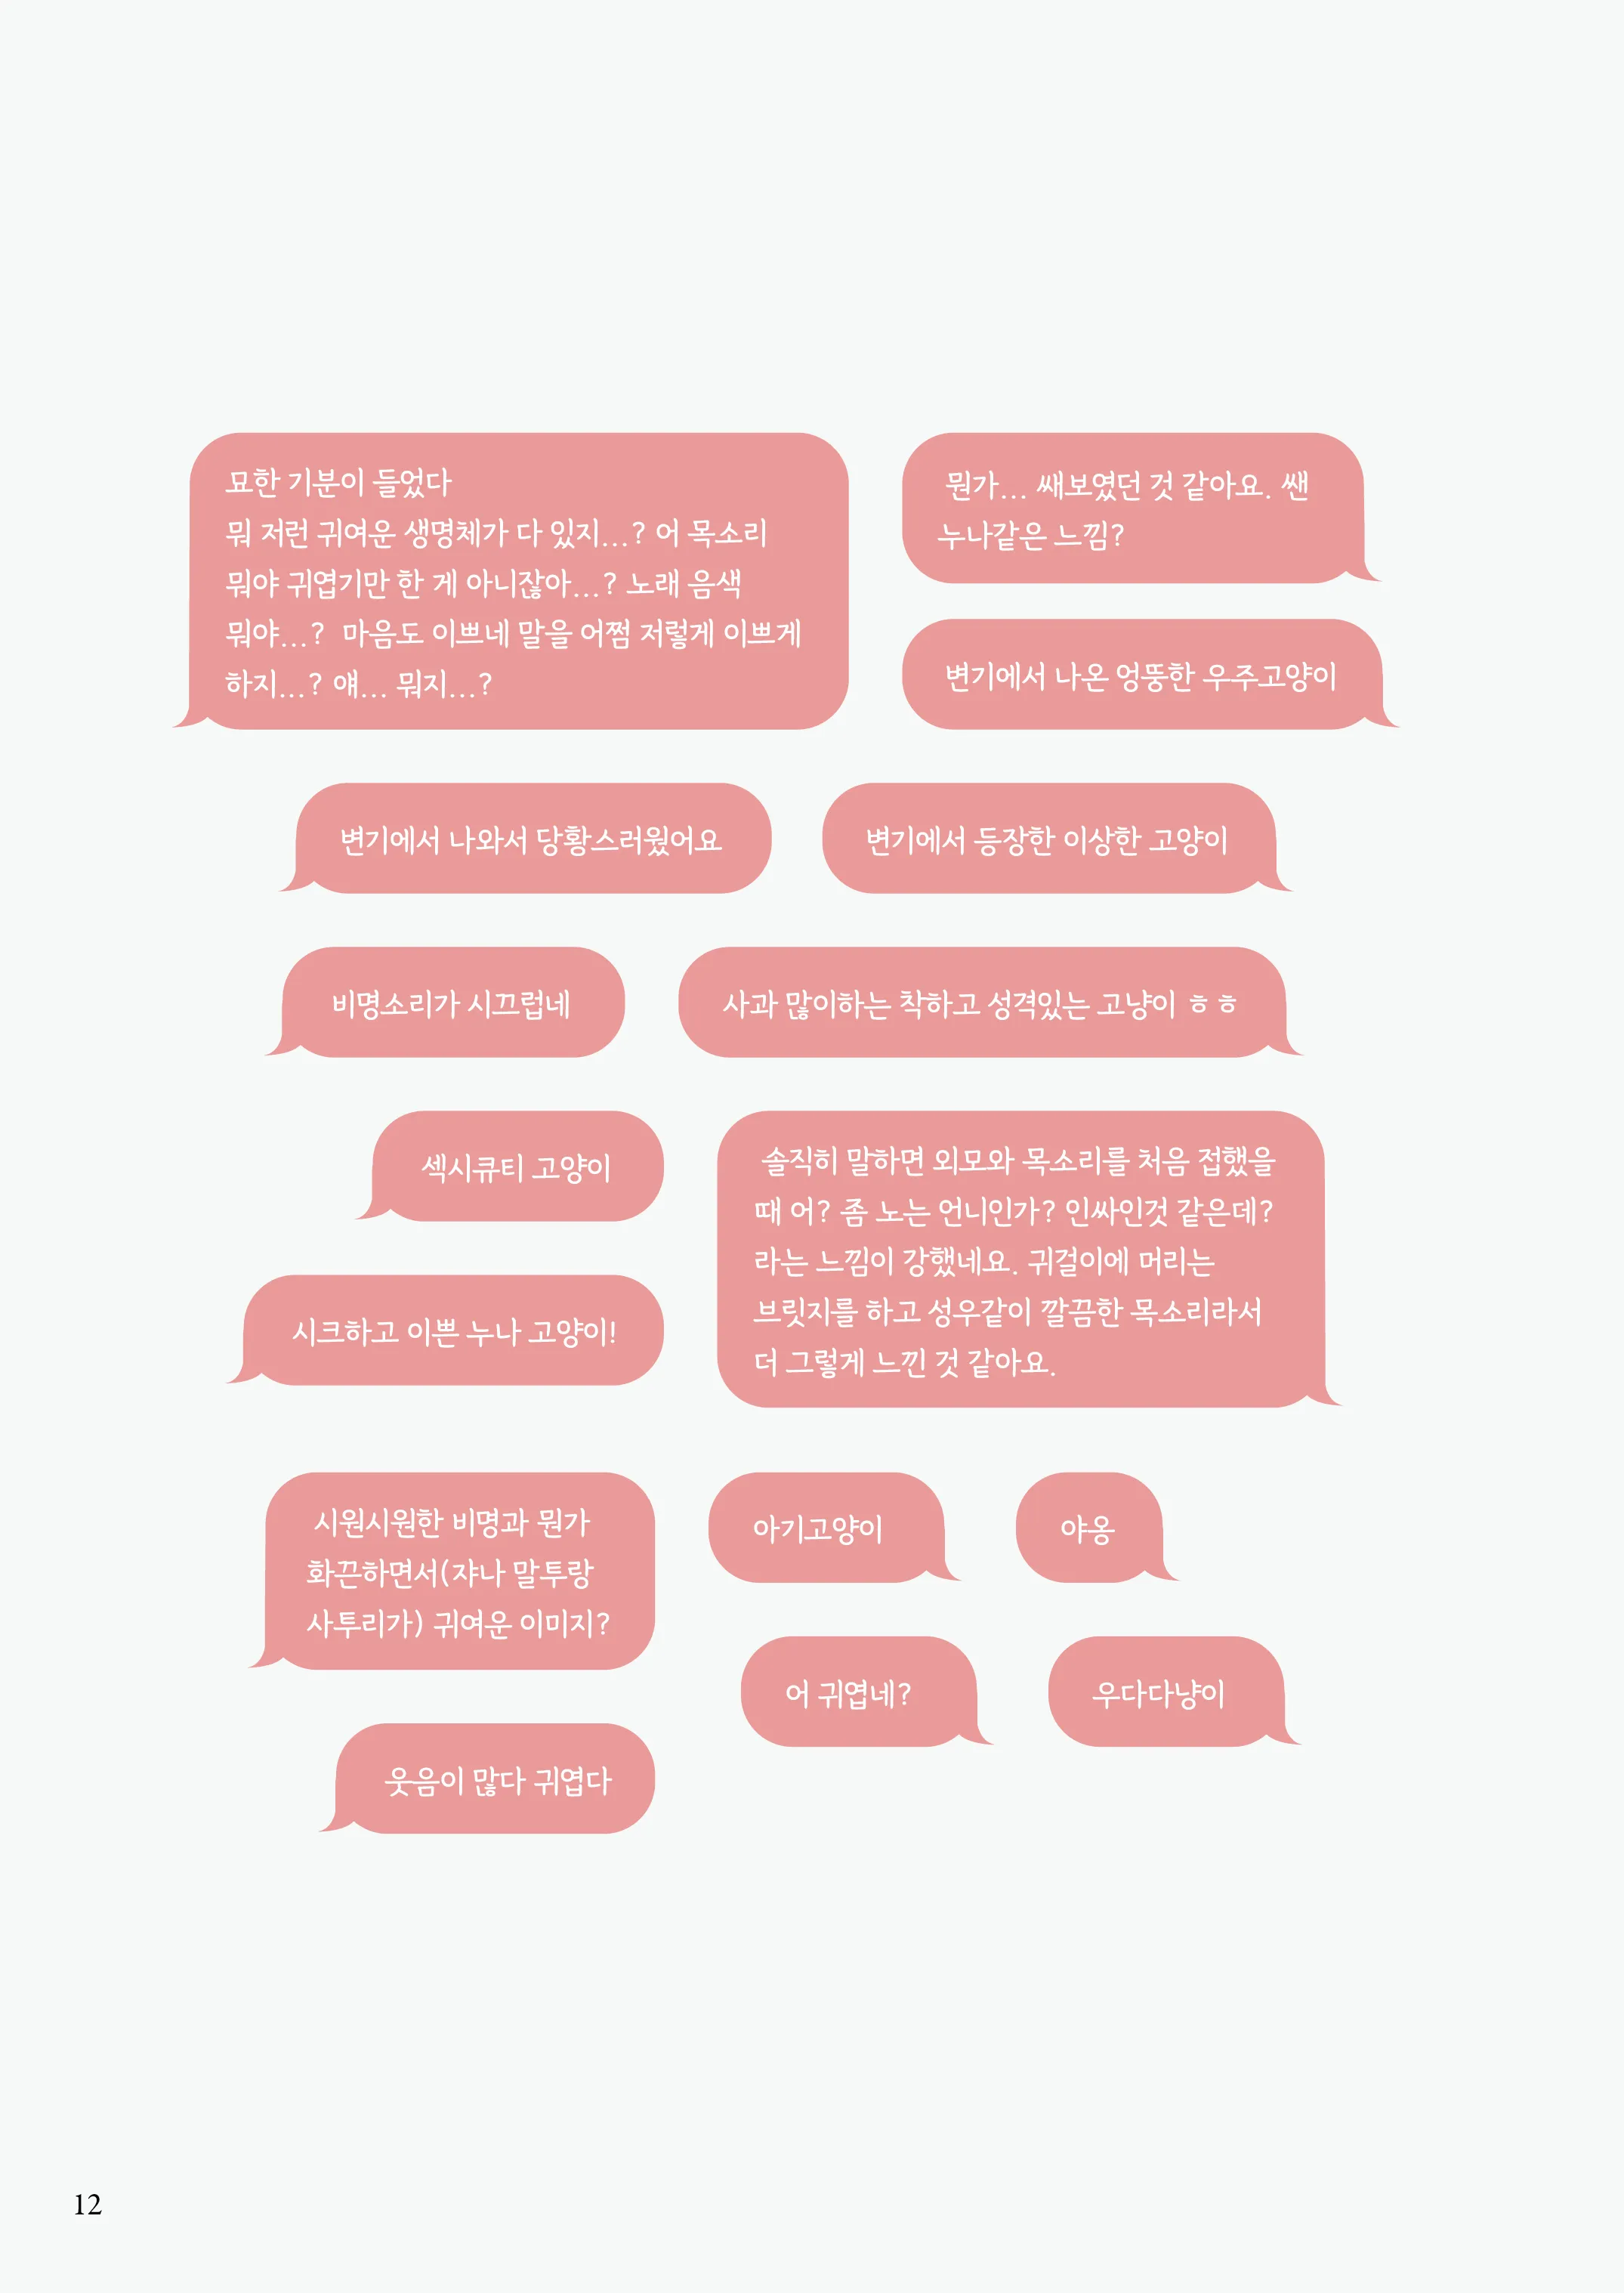 묘한 기분이 들었다
뭐 저런 귀여운 생명체가 다 있지...? 어 목소리
뭐야 귀엽기만 한 게 아니잖아...? 노래 음색
뭐야...? 마음도 이쁘네 말을 어쩜 저렇게 이쁘게
하지...? 얘... 뭐지...?
뭔가... 쌔보였던 것 같아요. 쌘
누나같은 느낌?
변기에서 나온 엉뚱한 우주고양이
변기에서 나와서 당황스러웠어요
변기에서 등장한 이상한 고양이
비명소리가 시끄럽네
사과 많이하는 착하고 성격있는 고냥이 ㅎㅎ
섹시큐티 고양이
시크하고 이쁜 누나 고양이!
솔직히 말하면 외모와 목소리를 처음 접했을
때 어? 좀 노는 언니인가? 인싸인것 같은데?
라는 느낌이 강했네요. 귀걸이에 머리는
브릿지를 하고 성우같이 깔끔한 목소리라서
더 그렇게 느낀 것 같아요.
시원시원한 비명과 뭔가
화끈하면서(쟈나 말투랑
사투리가) 귀여운 이미지?
아기고양이
야옹
어 귀엽네?
우다다냥이
웃음이 많다 귀엽다
12